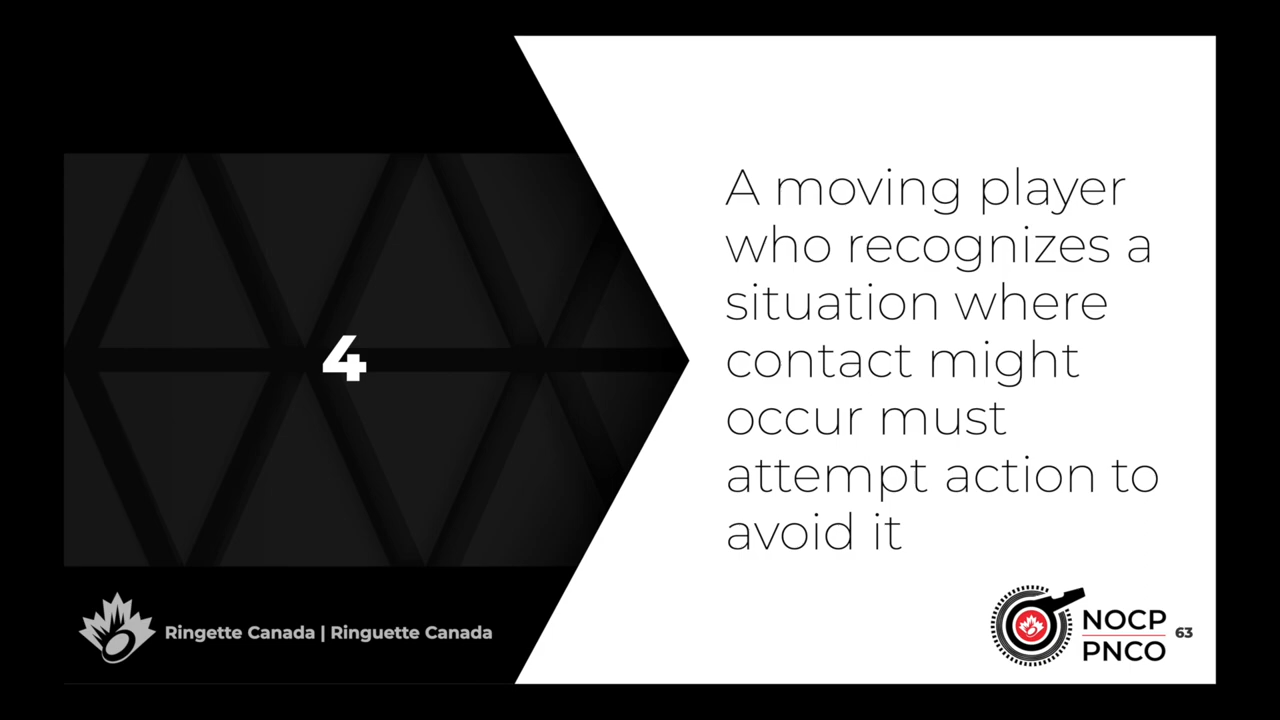 4
A moving player
who recognizes a
situation where
contact might
occur must
attempt action to
avoid it
Ringette Canada | Ringuette Canada
NOCP
PNCO
63